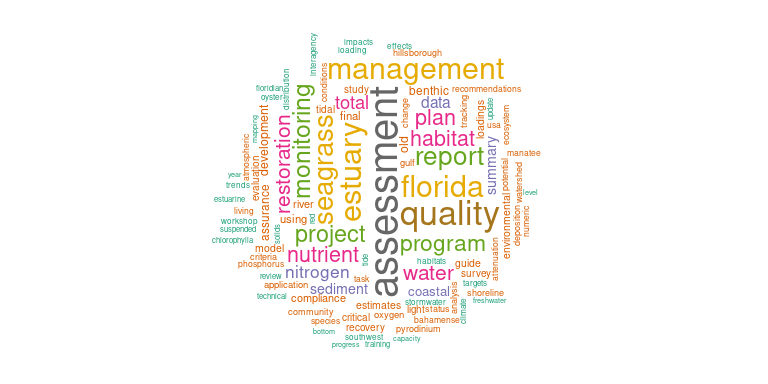 impacts
effects
loading
hillsborough
interagency
management
conditions
study
benthic
recommendations
floridian
oyster
distribution
monitoring
total
data
change
tracking
update
tidal
final
plan
loadings
usa
ecosystem
mapping
development
restoration
seagrass
estuary
assessment
old
habitat
report
summary
manatee
atmospheric
evaluation
gulf
year
trends
florida
potential
watershed
level
estuarine
assurance
living
river
quality
environmental
deposition
numeric
workshop
using
red
suspended
solids
project
program
chlorophylla
model
nutrient
tide
criteria
phosphorus
habitats
guide
attenuation
nitrogen
water
survey
review
task
targets
application
sediment
coastal
analysis
shoreline
technical
compliance
estimates
stormwater
freshwater
community
light
status
climate
species
critical
oxygen
bahamense
bottom
recovery
pyrodinium
southwest
capacity
progress
training